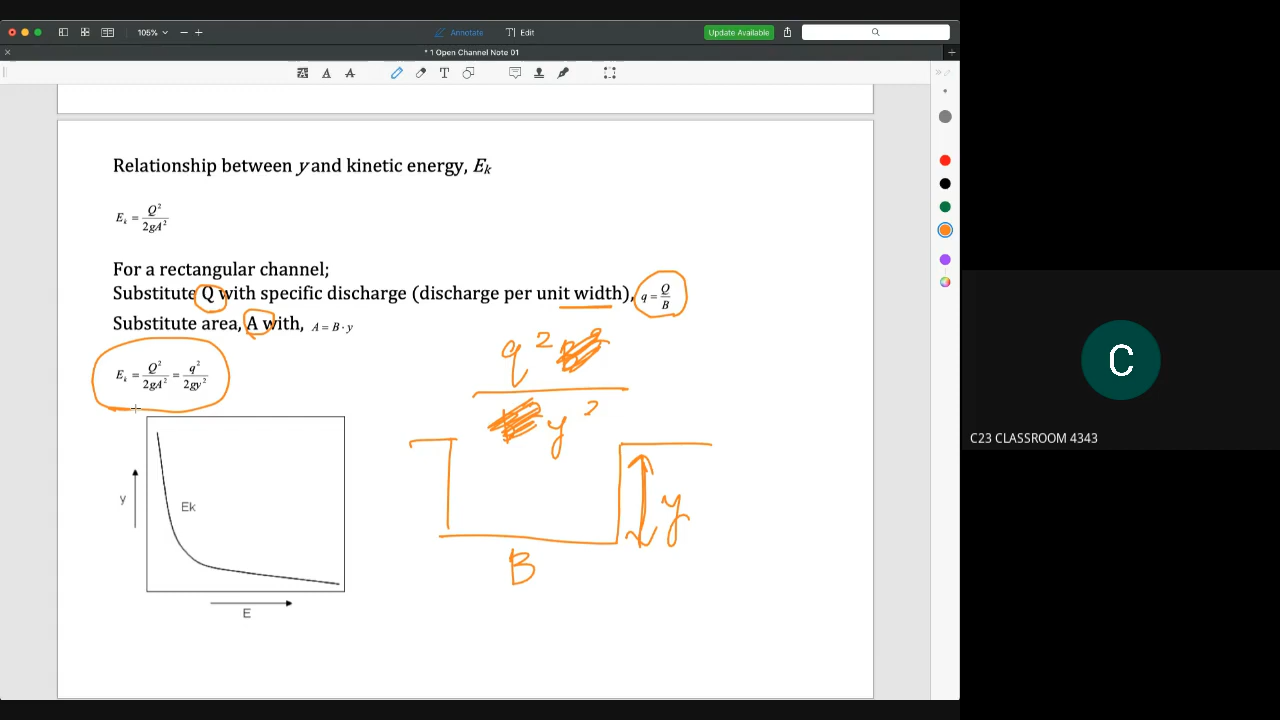 106%
Annotate
Edit
Update Available
* 1 Open Channel Note 01
Relationship between y and kinetic energy, Eₖ
Eₖ = Q² / 2gA²
For a rectangular channel;
Substitute Q with specific discharge (discharge per unit width), q = Q / B
Substitute area, A with, A = B · y
q²
y²
Eₖ = Q² / 2gA² = q² / 2gy²
y
Ek
E
B
y
C
C23 CLASSROOM 4343